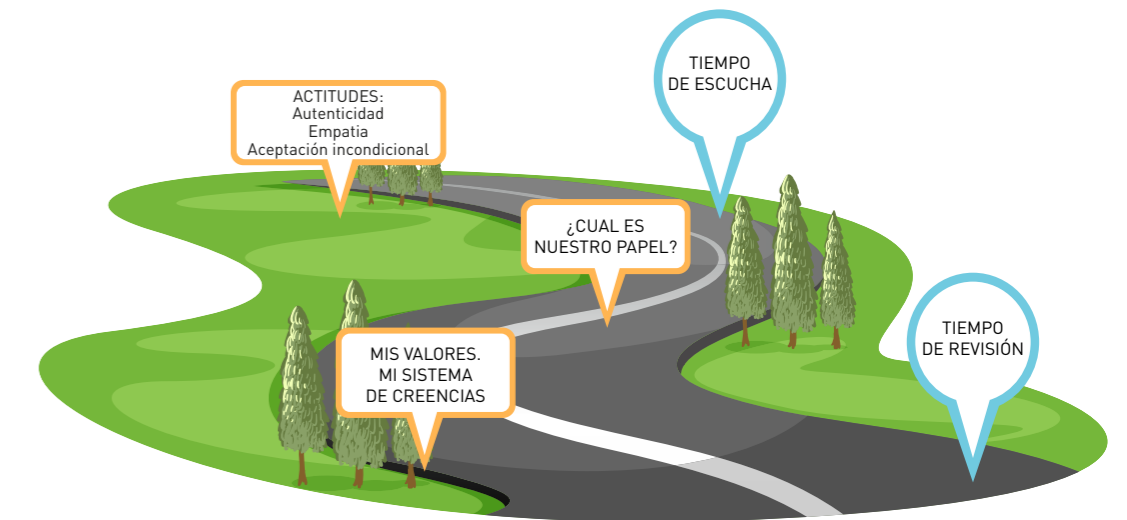 TIEMPO
DE ESCUCHA
ACTITUDES:
Autenticidad
Empatia
Aceptación incondicional
¿CUAL ES
NUESTRO PAPEL?
TIEMPO
DE REVISIÓN
MIS VALORES.
MI SISTEMA
DE CREENCIAS